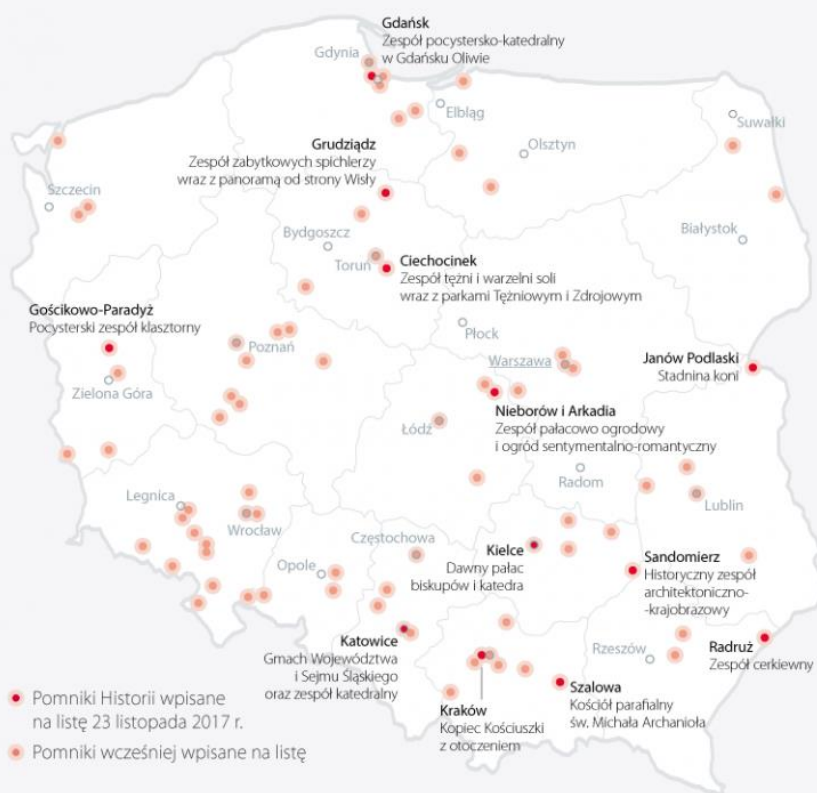 Gdańsk
Zespół pocystersko-katedralny
w Gdańsku Oliwie
Gdynia
Elbląg
Suwałki
Olsztyn
Grudziądz
Zespół zabytkowych spichlerzy
wraz z panoramą od strony Wisły
Szczecin
Bydgoszcz
Białystok
Toruń
Ciechocinek
Zespół tężni i warzelni soli
wraz z parkami Tężniowym i Zdrojowym
Gościkowo-Paradyż
Pocysterski zespół klasztorny
Płock
Poznań
Warszawa
Janów Podlaski
Stadnina koni
Zielona Góra
Nieborów i Arkadia
Zespół pałacowo ogrodowy
i ogród sentymentalno-romantyczny
Łódź
Radom
Legnica
Lublin
Wrocław
Częstochowa
Kielce
Dawny pałac
biskupów i katedra
Opole
Sandomierz
Historyczny zespół
architektoniczno-
-krajobrazowy
Katowice
Gmach Województwa
i Sejmu Śląskiego
oraz zespół katedralny
Rzeszów
Radruż
Zespół cerkiewny
Kraków
Kopiec Kościuszki
z otoczeniem
Szalowa
Kościół parafialny
św. Michała Archanioła
Pomniki Historii wpisane
na listę 23 listopada 2017 r.
Pomniki wcześniej wpisane na listę